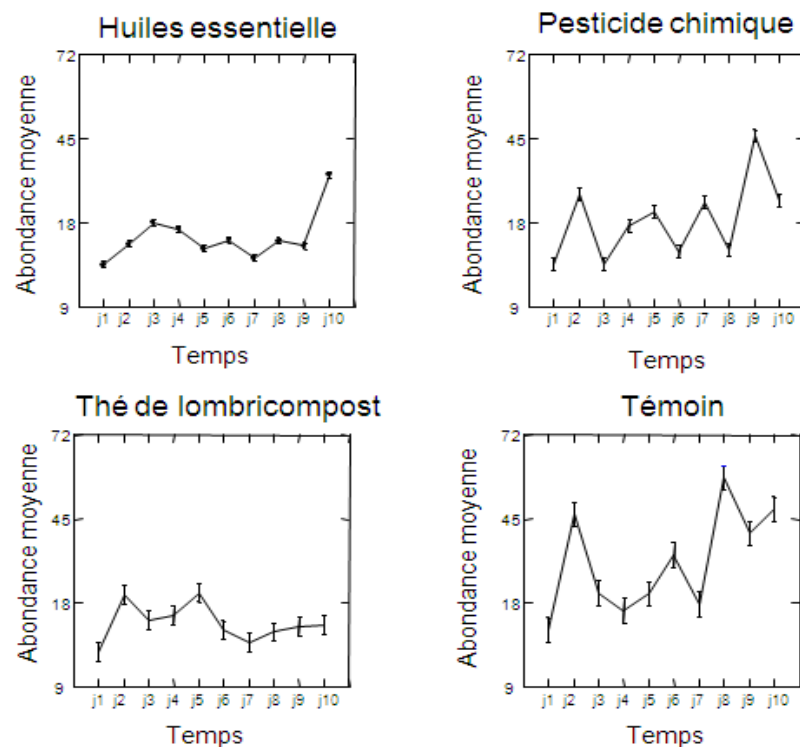 Huiles essentielle
Abondance moyenne
72
45
18
9
j1 j2 j3 j4 j5 j6 j7 j8 j9 j10
Temps
Pesticide chimique
Abondance moyenne
72
45
18
9
j1 j2 j3 j4 j5 j6 j7 j8 j9 j10
Temps
Thé de lombricompost
Abondance moyenne
72
45
18
9
j1 j2 j3 j4 j5 j6 j7 j8 j9 j10
Temps
Témoin
Abondance moyenne
72
45
18
9
j1 j2 j3 j4 j5 j6 j7 j8 j9 j10
Temps